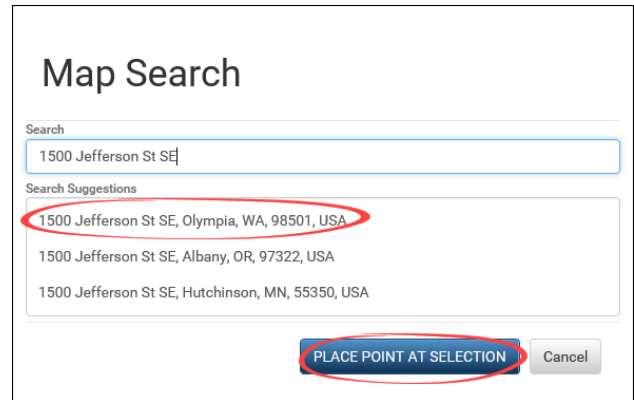 Map Search
Search
1500 Jefferson St SE
Search Suggestions
1500 Jefferson St SE, Olympia, WA, 98501, USA
1500 Jefferson St SE, Albany, OR, 97322, USA
1500 Jefferson St SE, Hutchinson, MN, 55350, USA
PLACE POINT AT SELECTION Cancel